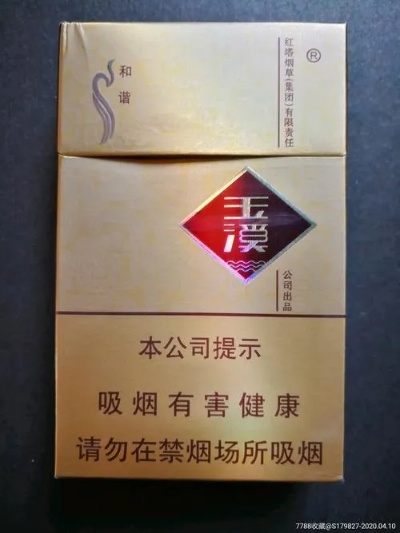 和谐
红塔烟草(集团)有限责任
®
玉溪
公司出品
本公司提示
吸烟有害健康
请勿在禁烟场所吸烟
7788收藏@S179827-2020.04.10